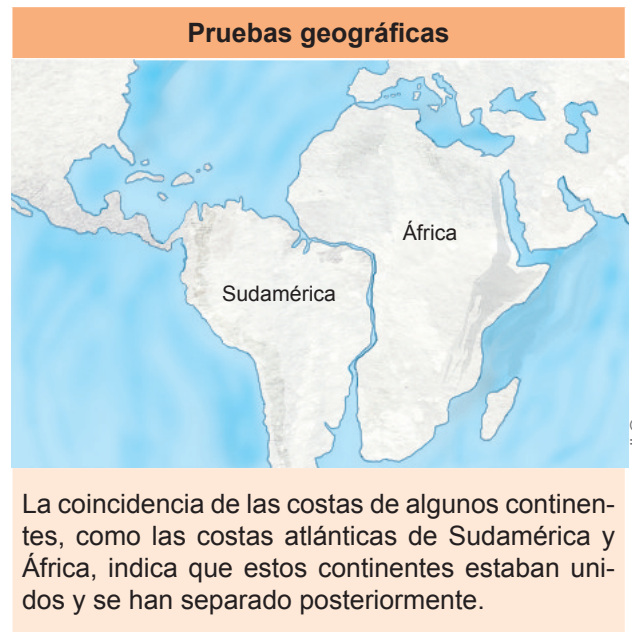 Pruebas geográficas
África
Sudamérica
La coincidencia de las costas de algunos continen-
tes, como las costas atlánticas de Sudamérica y
África, indica que estos continentes estaban uni-
dos y se han separado posteriormente.